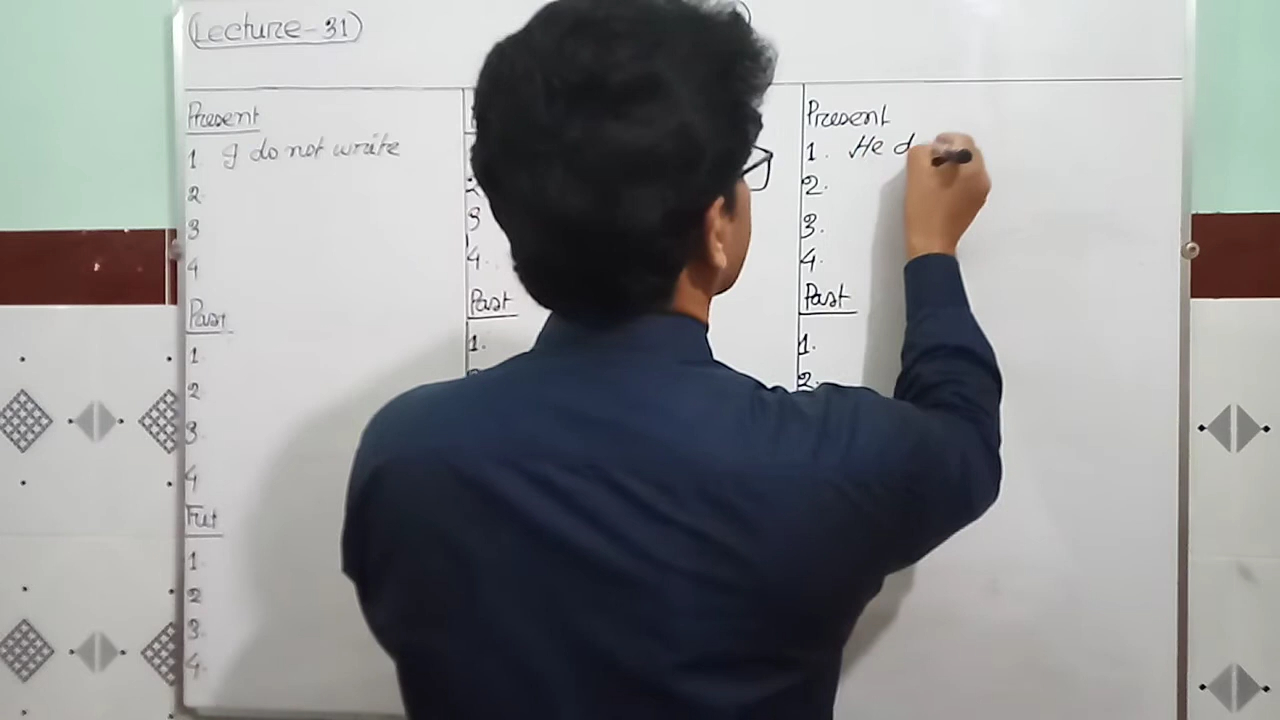 (Lecture-31)
Present
1. I do not write
2.
3
4
Past
1.
2
3.
4
Fut
1.
2
3.
4.
3
4.
Past
1.
Present
1. He d
2.
3.
4.
Past
1.
2.